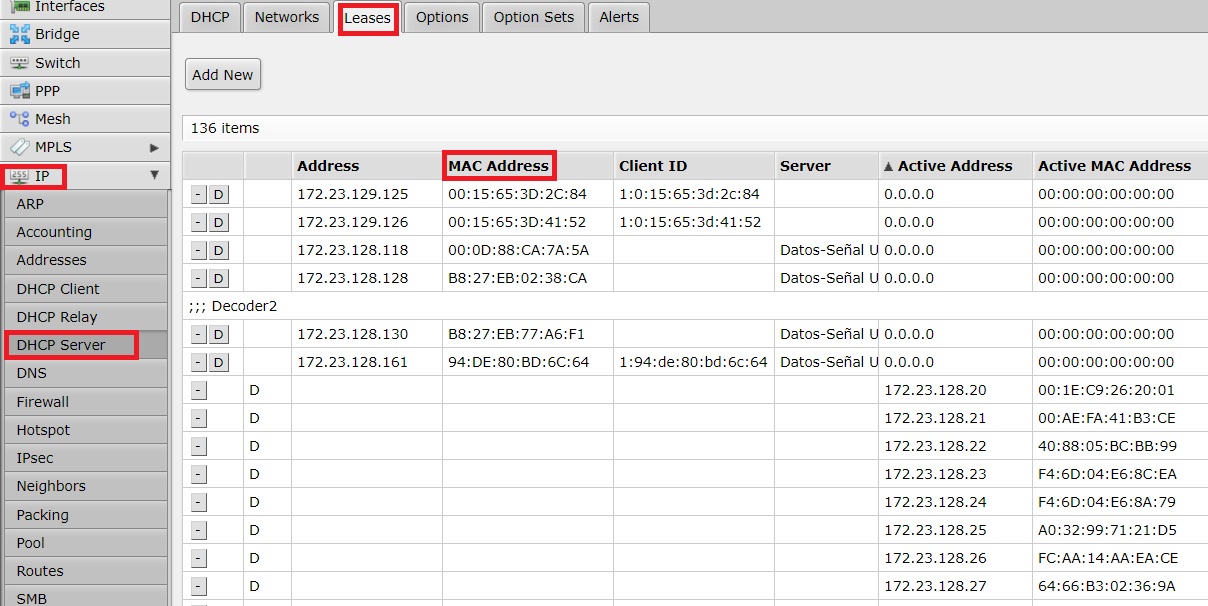 Interfaces
Bridge
Switch
PPP
Mesh
MPLS
IP
ARP
Accounting
Addresses
DHCP Client
DHCP Relay
DHCP Server
DNS
Firewall
Hotspot
IPsec
Neighbors
Packing
Pool
Routes
SMB
DHCP Networks Leases Options Option Sets Alerts
Add New
136 items
Address MAC Address Client ID Server ▲ Active Address Active MAC Address
- D 172.23.129.125 00:15:65:3D:2C:84 1:0:15:65:3d:2c:84 0.0.0.0 00:00:00:00:00:00
- D 172.23.129.126 00:15:65:3D:41:52 1:0:15:65:3d:41:52 0.0.0.0 00:00:00:00:00:00
- D 172.23.128.118 00:0D:88:CA:7A:5A Datos-Señal U 0.0.0.0 00:00:00:00:00:00
- D 172.23.128.128 B8:27:EB:02:38:CA Datos-Señal U 0.0.0.0 00:00:00:00:00:00
;;; Decoder2
- D 172.23.128.130 B8:27:EB:77:A6:F1 Datos-Señal U 0.0.0.0 00:00:00:00:00:00
- D 172.23.128.161 94:DE:80:BD:6C:64 1:94:de:80:bd:6c:64 Datos-Señal U 0.0.0.0 00:00:00:00:00:00
- D 172.23.128.20 00:1E:C9:26:20:01
- D 172.23.128.21 00:AE:FA:41:B3:CE
- D 172.23.128.22 40:88:05:BC:BB:99
- D 172.23.128.23 F4:6D:04:E6:8C:EA
- D 172.23.128.24 F4:6D:04:E6:8A:79
- D 172.23.128.25 A0:32:99:71:21:D5
- D 172.23.128.26 FC:AA:14:AA:EA:CE
- D 172.23.128.27 64:66:B3:02:36:9A